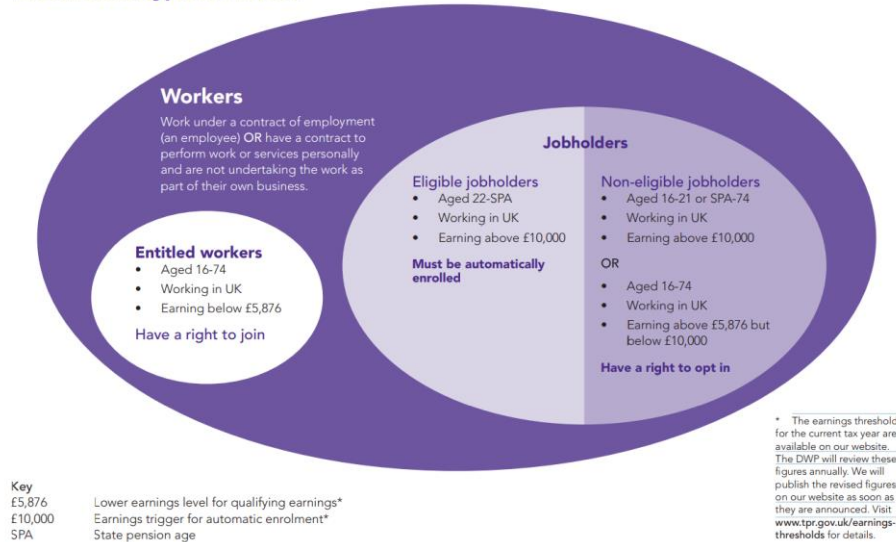 Workers
Work under a contract of employment
(an employee) OR have a contract to
perform work or services personally
and are not undertaking the work as
part of their own business.
Entitled workers
• Aged 16-74
• Working in UK
• Earning below £5,876
Have a right to join
Jobholders
Eligible jobholders
• Aged 22-SPA
• Working in UK
• Earning above £10,000
Must be automatically
enrolled
Non-eligible jobholders
• Aged 16-21 or SPA-74
• Working in UK
• Earning above £10,000
OR
• Aged 16-74
• Working in UK
• Earning above £5,876 but
below £10,000
Have a right to opt in
* The earnings threshold
for the current tax year are
available on our website.
The DWP will review these
figures annually. We will
publish the revised figures
on our website as soon as
they are announced. Visit
www.tpr.gov.uk/earnings-
thresholds for details.
Key
£5,876 Lower earnings level for qualifying earnings*
£10,000 Earnings trigger for automatic enrolment*
SPA State pension age